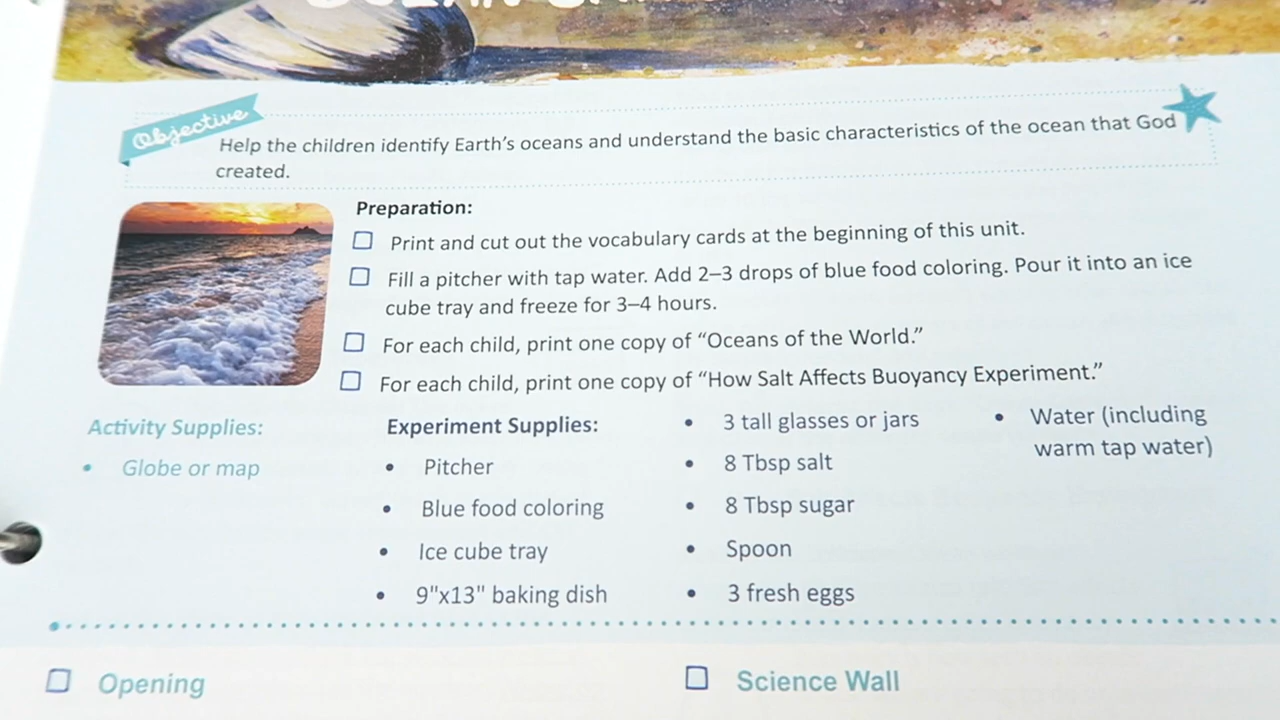 Objective
Help the children identify Earth's oceans and understand the basic characteristics of the ocean that God
created.
Preparation:
Print and cut out the vocabulary cards at the beginning of this unit.
Fill a pitcher with tap water. Add 2–3 drops of blue food coloring. Pour it into an ice
cube tray and freeze for 3–4 hours.
For each child, print one copy of “Oceans of the World.”
For each child, print one copy of “How Salt Affects Buoyancy Experiment.”
Activity Supplies:
• Globe or map
Experiment Supplies:
• Pitcher
• Blue food coloring
• Ice cube tray
• 9"x13" baking dish
• 3 tall glasses or jars
• 8 Tbsp salt
• 8 Tbsp sugar
• Spoon
• 3 fresh eggs
• Water (including
warm tap water)
Opening
Science Wall